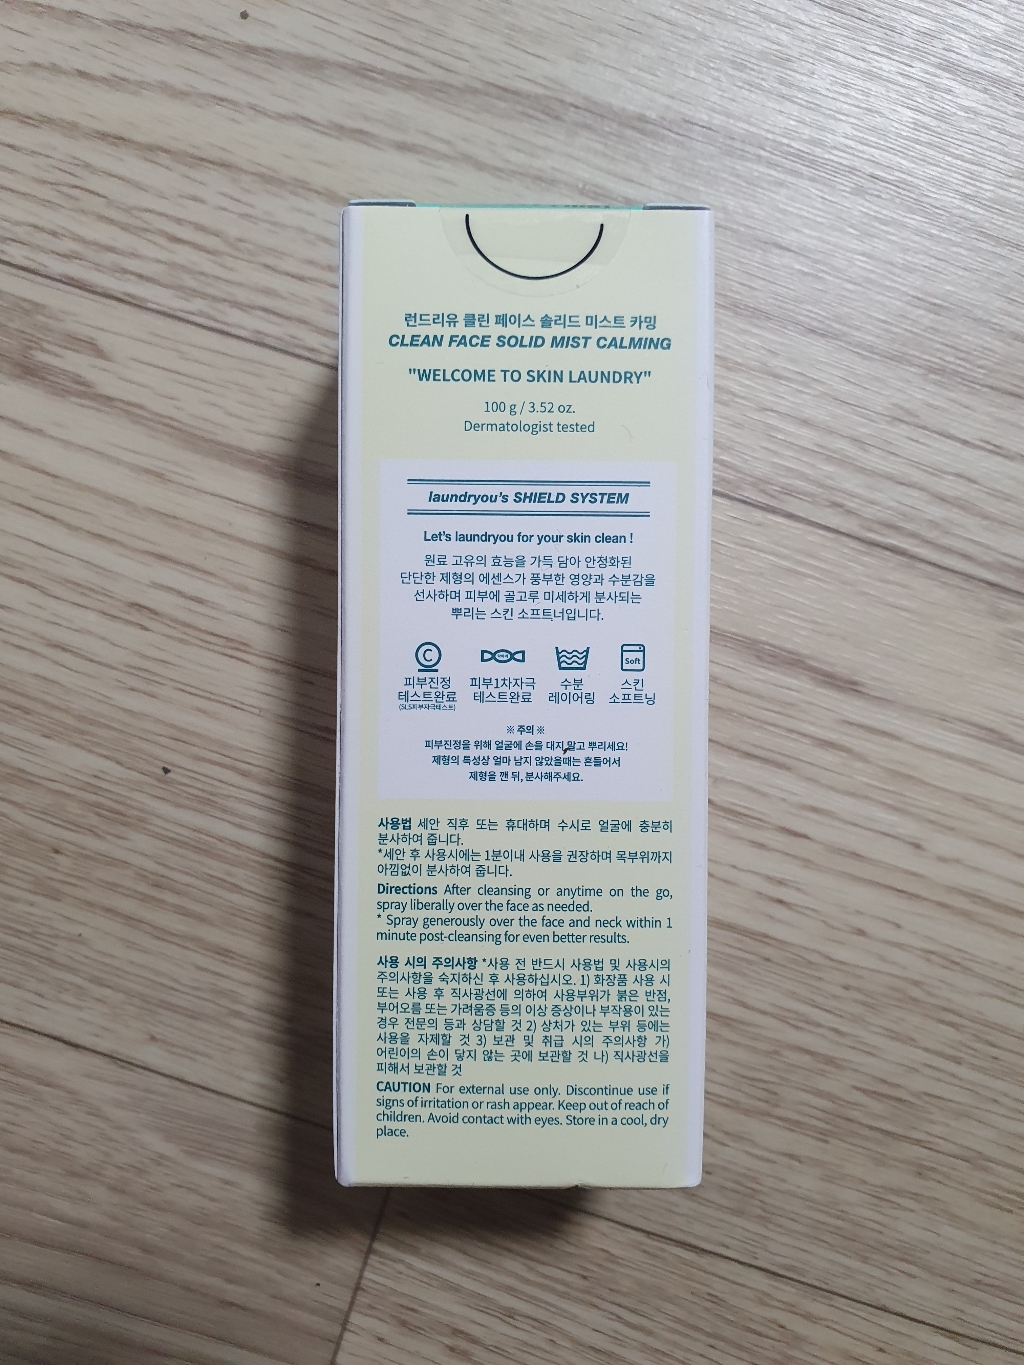 런드리유 클린 페이스 솔리드 미스트 카밍
CLEAN FACE SOLID MIST CALMING
"WELCOME TO SKIN LAUNDRY"
100 g / 3.52 oz.
Dermatologist tested
laundryou's SHIELD SYSTEM
Let's laundryou for your skin clean !
원료 고유의 효능을 가득 담아 안정화된
단단한 제형의 에센스가 풍부한 영양과 수분감을
선사하며 피부에 골고루 미세하게 분사되는
뿌리는 스킨 소프트너입니다.
C
Soft
피부진정 피부1차자극 수분 스킨
테스트완료 테스트완료 레이어링 소프트닝
(SLS피부자극테스트)
※ 주의 ※
피부진정을 위해 얼굴에 손을 대지 말고 뿌리세요!
제형의 특성상 얼마 남지 않았을때는 흔들어서
제형을 깬 뒤, 분사해주세요.
사용법 세안 직후 또는 휴대하며 수시로 얼굴에 충분히
분사하여 줍니다.
*세안 후 사용시에는 1분이내 사용을 권장하며 목부위까지
아낌없이 분사하여 줍니다.
Directions After cleansing or anytime on the go,
spray liberally over the face as needed.
* Spray generously over the face and neck within 1
minute post-cleansing for even better results.
사용 시의 주의사항 *사용 전 반드시 사용법 및 사용시의
주의사항을 숙지하신 후 사용하십시오. 1) 화장품 사용 시
또는 사용 후 직사광선에 의하여 사용부위가 붉은 반점,
부어오름 또는 가려움증 등의 이상 증상이나 부작용이 있는
경우 전문의 등과 상담할 것 2) 상처가 있는 부위 등에는
사용을 자제할 것 3) 보관 및 취급 시의 주의사항 가)
어린이의 손이 닿지 않는 곳에 보관할 것 나) 직사광선을
피해서 보관할 것
CAUTION For external use only. Discontinue use if
signs of irritation or rash appear. Keep out of reach of
children. Avoid contact with eyes. Store in a cool, dry
place.